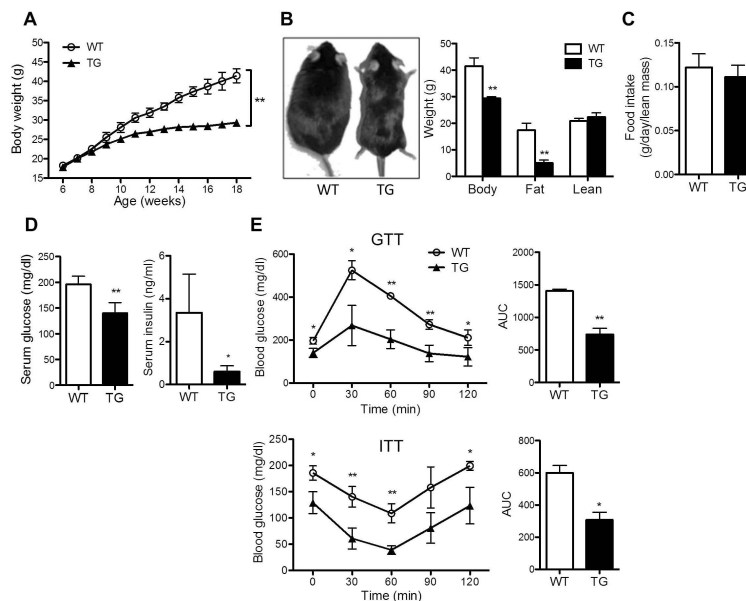 A
WT
TG
Body weight (g)
50
45
40
35
30
25
20
15
**
6 8 10 12 14 16 18
Age (weeks)
B
WT TG
WT
TG
Weight (g)
50
40
30
20
10
0
**
**
Body Fat Lean
C
Food intake
(g/day/lean mass)
0.15
0.10
0.05
0.00
WT TG
D
Serum glucose (mg/dl)
250
200
150
100
50
0
**
WT TG
Serum insulin (ng/ml)
6
4
2
0
*
WT TG
E
GTT
WT
TG
Blood glucose (mg/dl)
600
400
200
0
*
*
**
**
*
0 30 60 90 120
Time (min)
AUC
2000
1500
1000
500
0
**
WT TG
ITT
Blood glucose (mg/dl)
250
200
150
100
50
0
*
**
**
*
0 30 60 90 120
Time (min)
AUC
800
600
400
200
0
*
WT TG